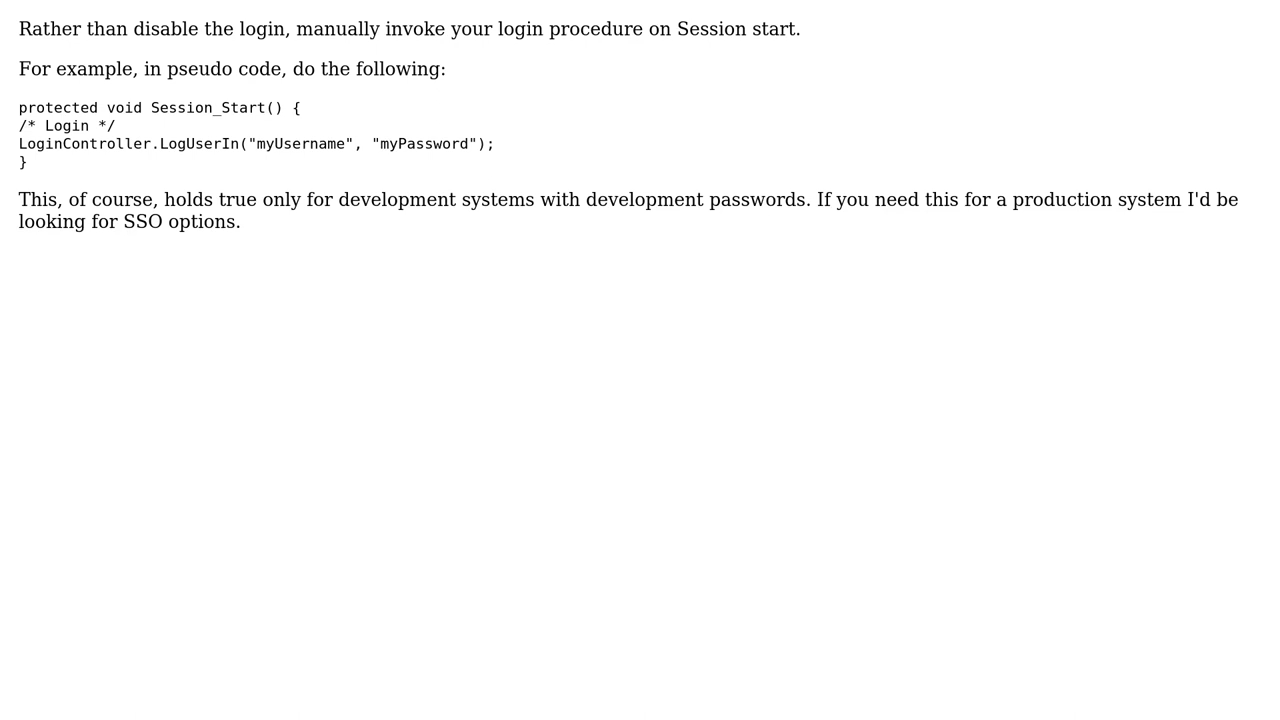 Rather than disable the login, manually invoke your login procedure on Session start.
For example, in pseudo code, do the following:
protected void Session_Start() {
/* Login */
LoginController.LogUserIn("myUsername", "myPassword");
}
This, of course, holds true only for development systems with development passwords. If you need this for a production system I'd be
looking for SSO options.